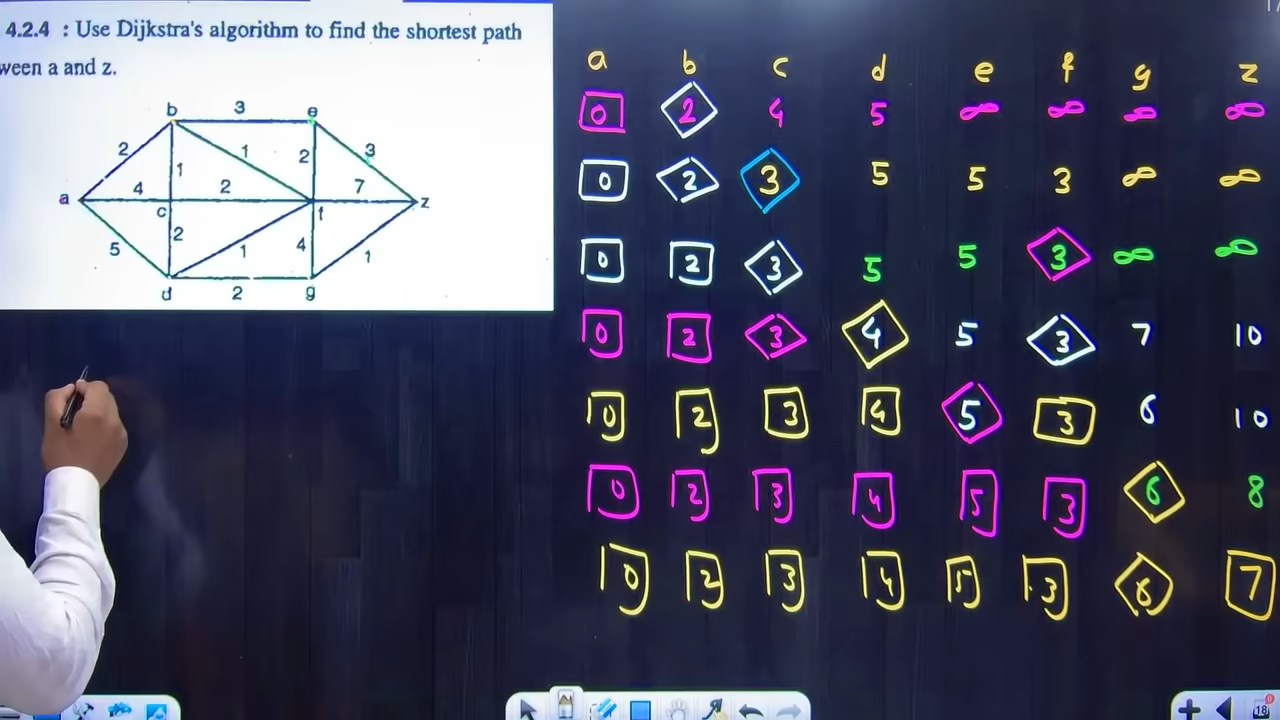 4.2.4 : Use Dijkstra's algorithm to find the shortest path
ween a and z.
b 3 e
2 1 1 2 3
a 4 2 7 z
c f
5 2 1 4 1
d 2 g
a b c d e f g z
0 2 4 5 ∞ ∞ ∞ ∞
0 2 3 5 5 3 ∞ ∞
0 2 3 5 5 3 ∞ ∞
0 2 3 4 5 3 7 10
0 2 3 4 5 3 6 10
0 2 3 4 5 3 6 8
0 2 3 4 5 3 6 7
18